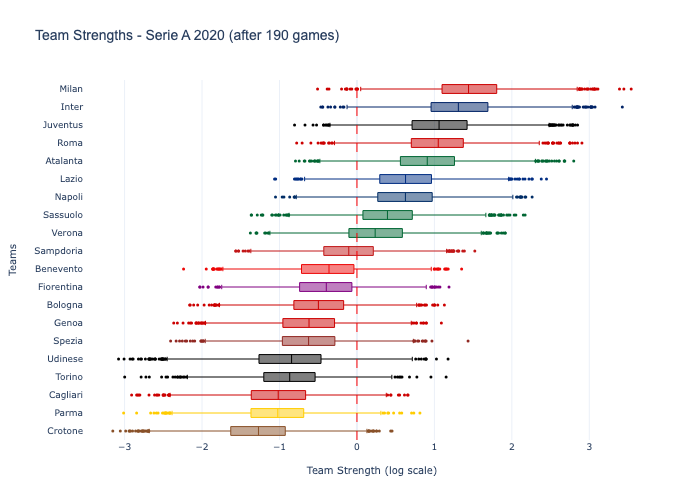 Team Strengths - Serie A 2020 (after 190 games)
Milan
Inter
Juventus
Roma
Atalanta
Lazio
Napoli
Sassuolo
Verona
Sampdoria
Benevento
Fiorentina
Bologna
Genoa
Spezia
Udinese
Torino
Cagliari
Parma
Crotone
Teams
−3 −2 −1 0 1 2 3
Team Strength (log scale)